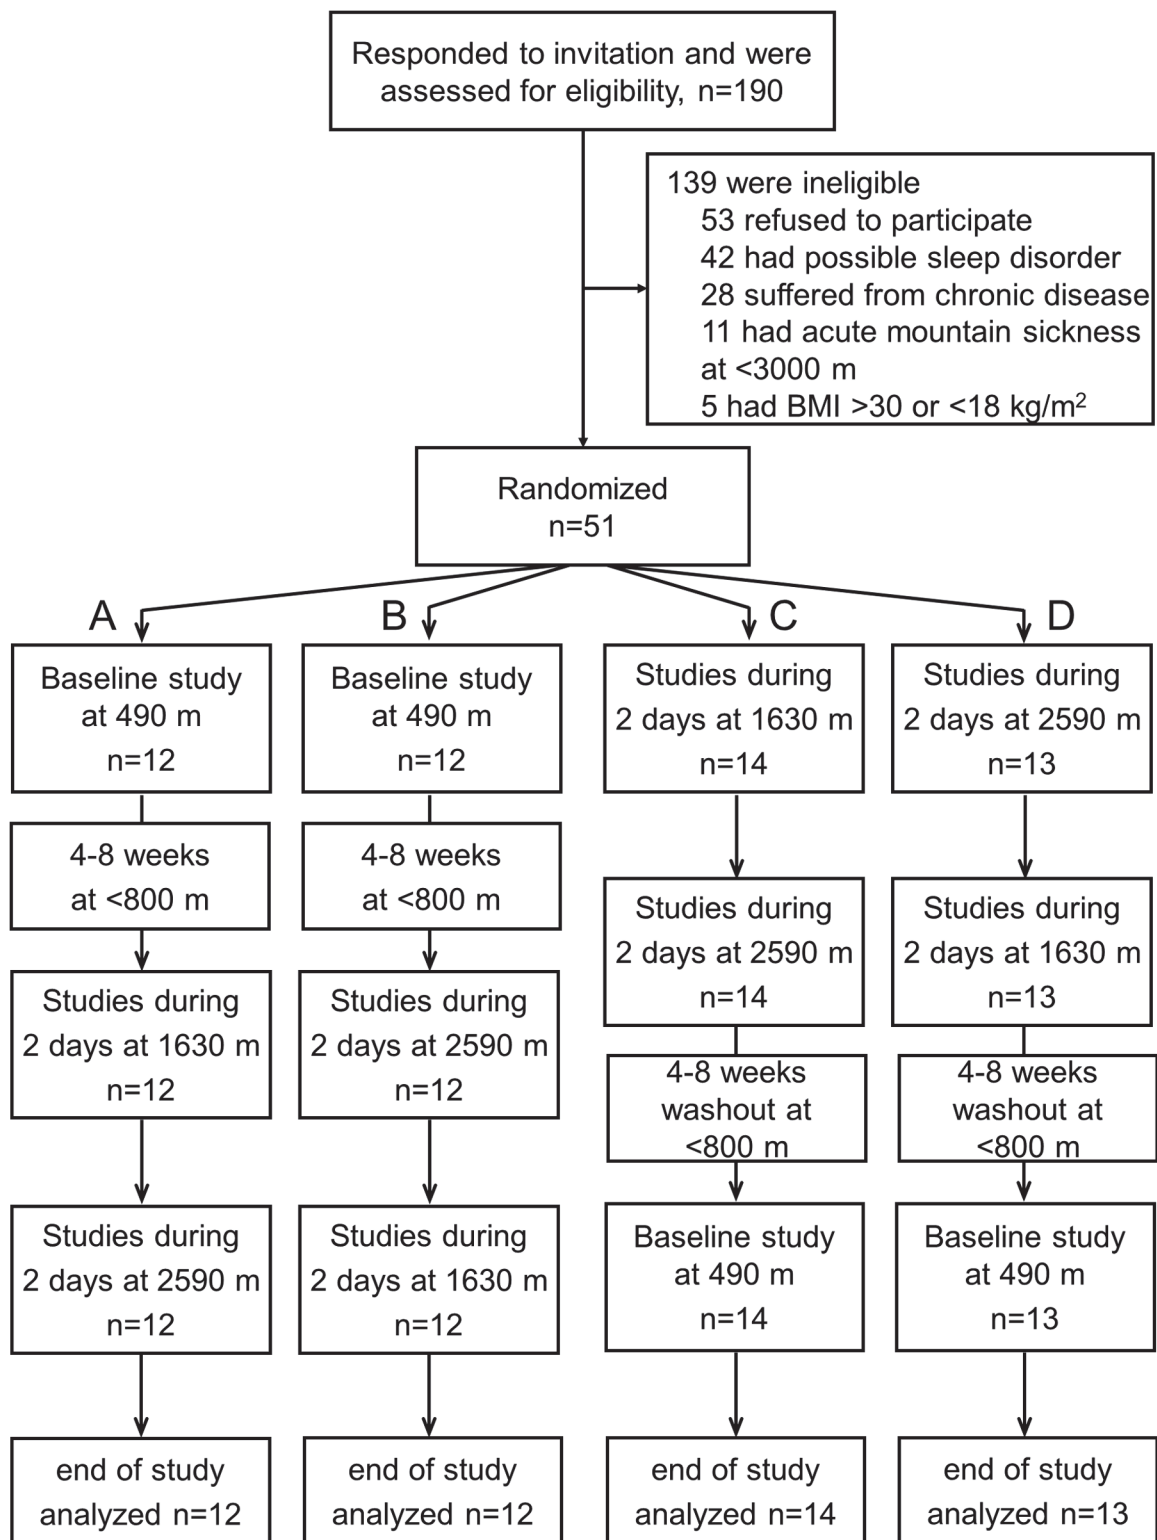 Responded to invitation and were
assessed for eligibility, n=190
139 were ineligible
53 refused to participate
42 had possible sleep disorder
28 suffered from chronic disease
11 had acute mountain sickness
at <3000 m
5 had BMI >30 or <18 kg/m²
Randomized
n=51
A
Baseline study
at 490 m
n=12
4-8 weeks
at <800 m
Studies during
2 days at 1630 m
n=12
Studies during
2 days at 2590 m
n=12
end of study
analyzed n=12
B
Baseline study
at 490 m
n=12
4-8 weeks
at <800 m
Studies during
2 days at 2590 m
n=12
Studies during
2 days at 1630 m
n=12
end of study
analyzed n=12
C
Studies during
2 days at 1630 m
n=14
Studies during
2 days at 2590 m
n=14
4-8 weeks
washout at
<800 m
Baseline study
at 490 m
n=14
end of study
analyzed n=14
D
Studies during
2 days at 2590 m
n=13
Studies during
2 days at 1630 m
n=13
4-8 weeks
washout at
<800 m
Baseline study
at 490 m
n=13
end of study
analyzed n=13